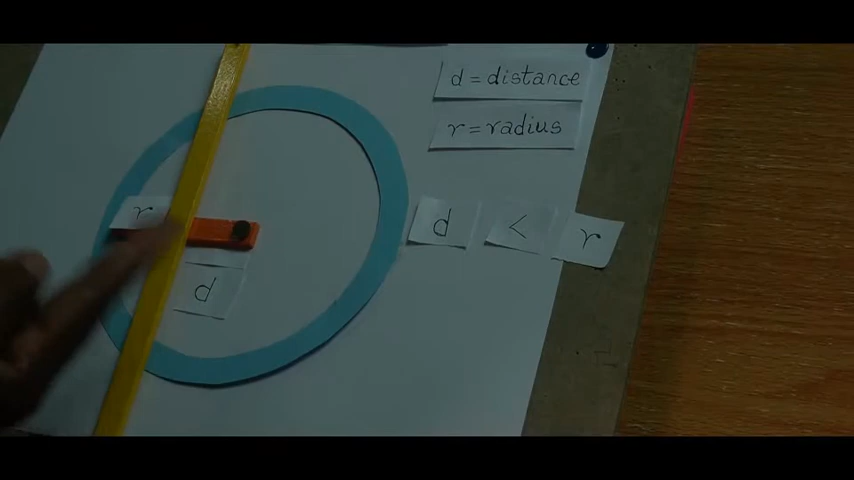 d = distance
r = radius
r
d < r
d